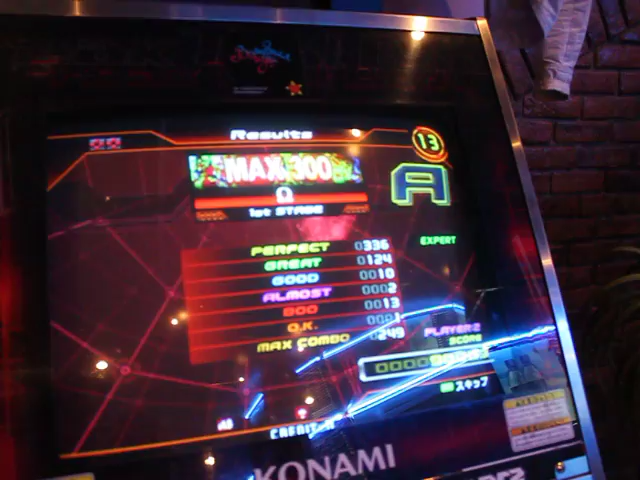 Results
13
MAX 300
Ω
1st STAGE
A
EXPERT
PERFECT 0336
GREAT 0124
GOOD 0010
ALMOST 0002
BOO 0013
O.K. 0001
MAX COMBO 0249
PLAYER2
SCORE
スキップ
CREDIT
KONAMI